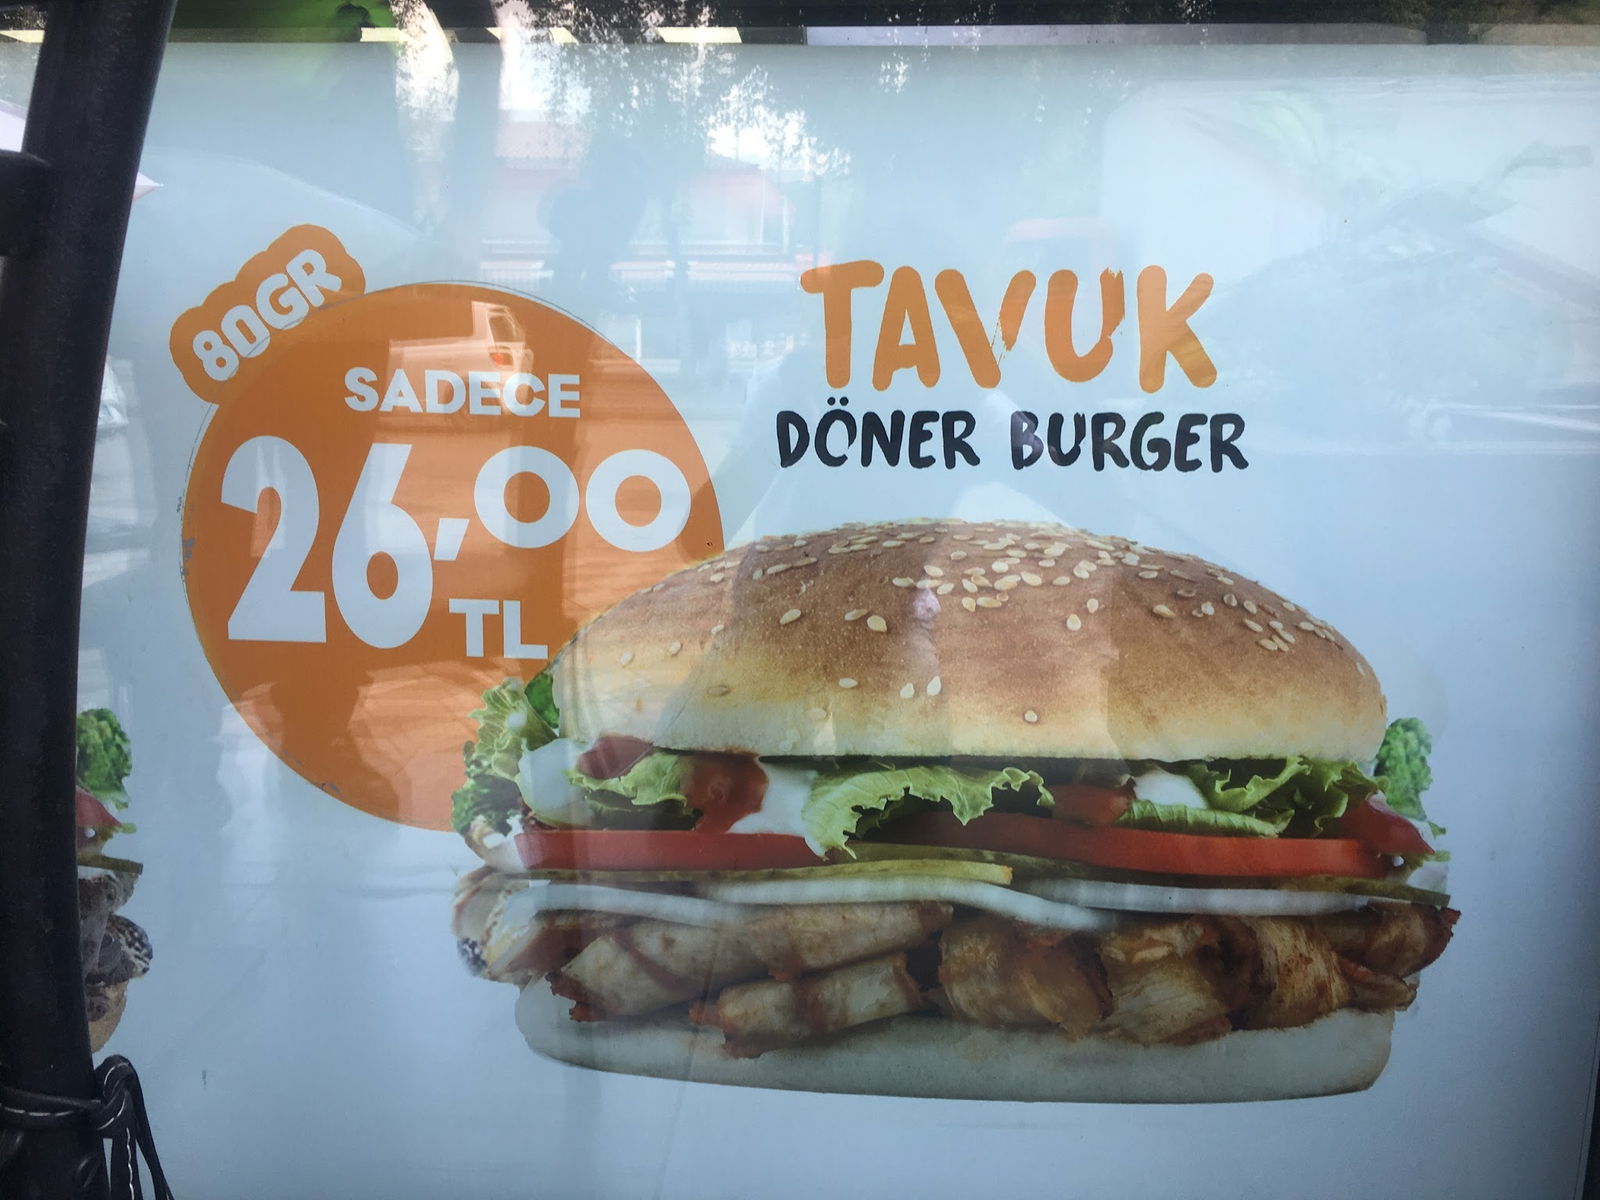 80GR
SADECE
26,00
TL
TAVUK
DÖNER BURGER